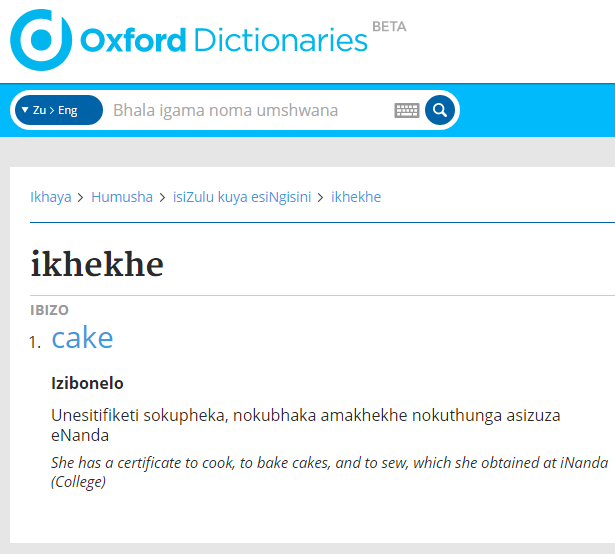 Oxford Dictionaries BETA
Zu > Eng Bhala igama noma umshwana
Ikhaya > Humusha > isiZulu kuya esiNgisini > ikhekhe
ikhekhe
IBIZO
1. cake
Izibonelo
Unesitifiketi sokupheka, nokubhaka amakhekhe nokuthunga asizuza
eNanda
She has a certificate to cook, to bake cakes, and to sew, which she obtained at iNanda
(College)